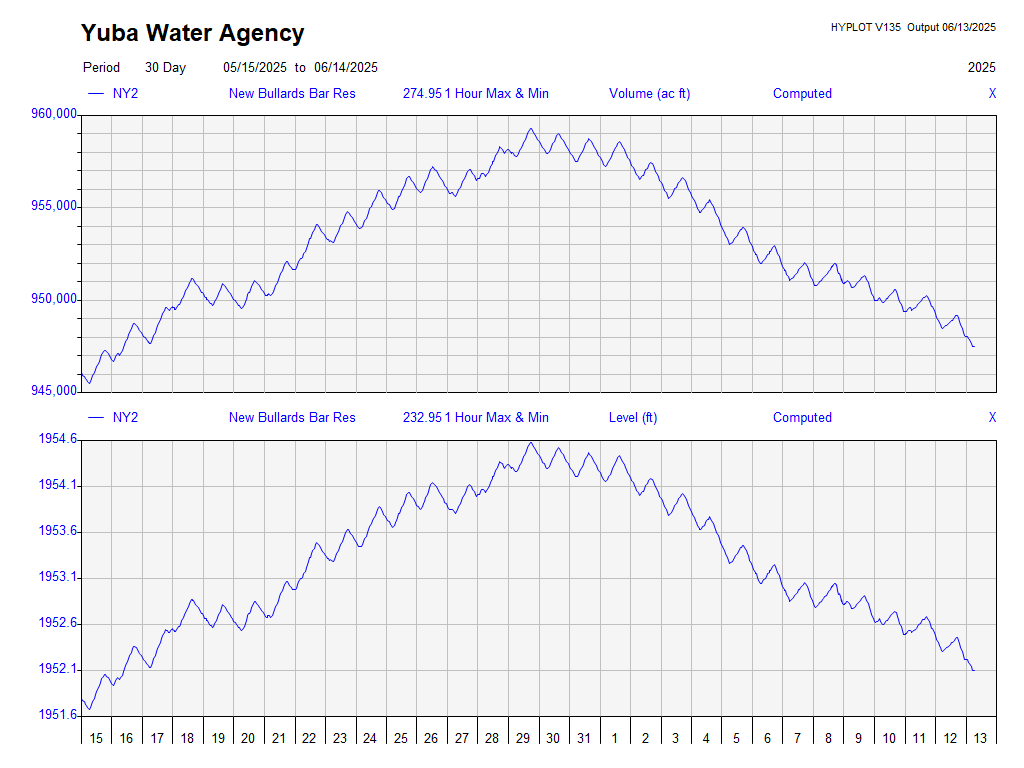 Yuba Water Agency
HYPLOT V135 Output 06/13/2025
Period 30 Day 05/15/2025 to 06/14/2025 2025
NY2 New Bullards Bar Res 274.95 1 Hour Max & Min Volume (ac ft) Computed X
960,000
955,000
950,000
945,000
NY2 New Bullards Bar Res 232.95 1 Hour Max & Min Level (ft) Computed X
1954.6
1954.1
1953.6
1953.1
1952.6
1952.1
1951.6
15 16 17 18 19 20 21 22 23 24 25 26 27 28 29 30 31 1 2 3 4 5 6 7 8 9 10 11 12 13